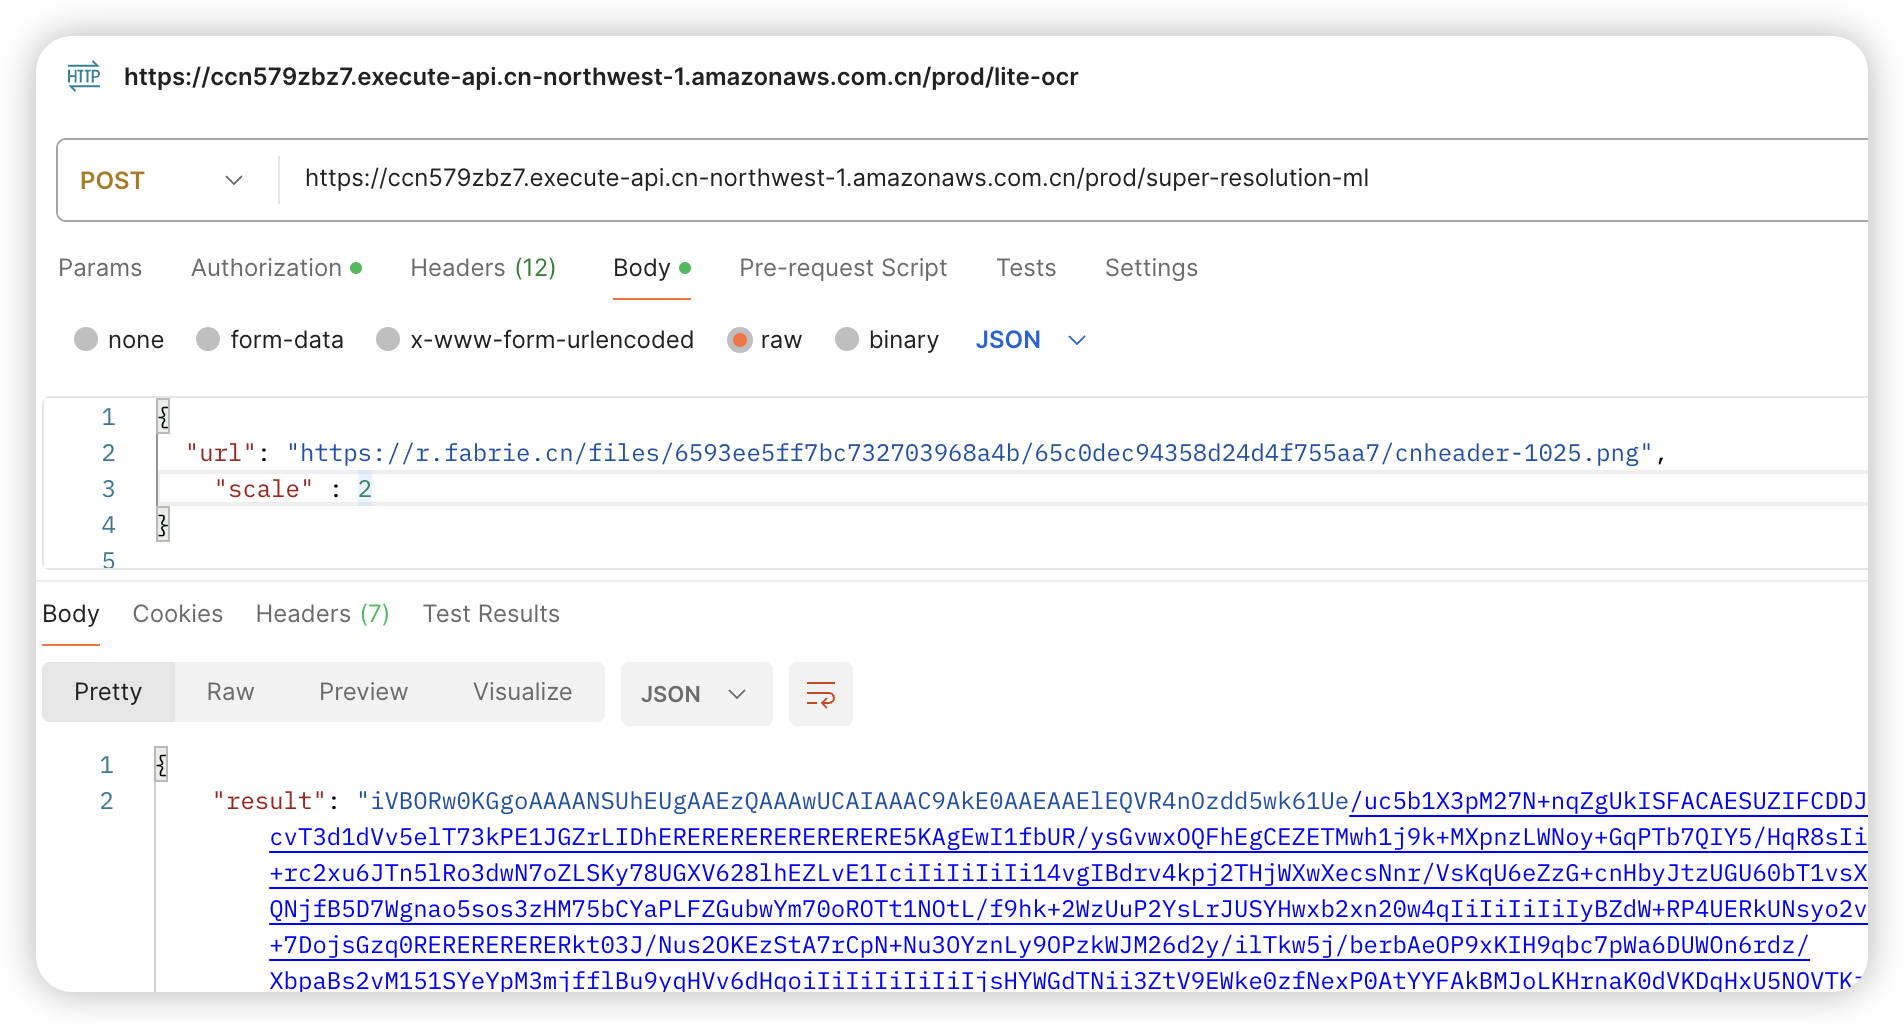 HTTP https://ccn579zbz7.execute-api.cn-northwest-1.amazonaws.com.cn/prod/lite-ocr
POST https://ccn579zbz7.execute-api.cn-northwest-1.amazonaws.com.cn/prod/super-resolution-ml
Params Authorization Headers (12) Body Pre-request Script Tests Settings
none form-data x-www-form-urlencoded raw binary JSON
1 {
2 "url": "https://r.fabrie.cn/files/6593ee5ff7bc732703968a4b/65c0dec94358d24d4f755aa7/cnheader-1025.png",
3 "scale" : 2
4 }
5
Body Cookies Headers (7) Test Results
Pretty Raw Preview Visualize JSON
1 {
2 "result": "iVBORw0KGgoAAAANSUhEUgAAEzQAAAwUCAIAAAC9AkE0AAEAAElEQVR4nOzdd5wk61Ue/uc5b1X3pM27N+nqZgUkISFACAESUZIFCDDJ
cvT3d1dVv5elT73kPE1JGZrLIDhERERERERERERERE5KAgEwI1fbUR/ysGvwxOQFhEgCEZETMwh1j9k+MXpnzLWNoy+GqPTb7QIY5/HqR8sIi
+rc2xu6JTn5lRo3dwN7oZLSKy78UGXV628lhEZLvE1IciIiIiIiIi14vgIBdrv4kpj2THjWXwXecsNnr/VsKqU6eZzG+cnHbyJtzUGU60bT1vsX
QNjfB5D7Wgnao5sos3zHM75bCYaPLFZGubwYm70oROTt1NOtL/f9hk+2WzUuP2YsLrJUSYHwxb2xn20w4qIiIiIiIiIyBZdW+RP4UERkUNsyo2v
+7DojsGzq0RERERERERERkt03J/Nus2OKEzStA7rCpN+Nu3OYznLy9OPzkWJM26d2y/ilTkw5j/berbAeOP9xKIH9qbc7pWa6DUWOn6rdz/
XbpaBs2vM151SYeYpM3mjfflBu9yqHVv6dHqoiIiIiIiIiIiIjsHYWGdTNii3ZtV9EWke0zfNexP0AtYYFAkBMJoLKHrnaK0dVKDqHxU5NOVTK